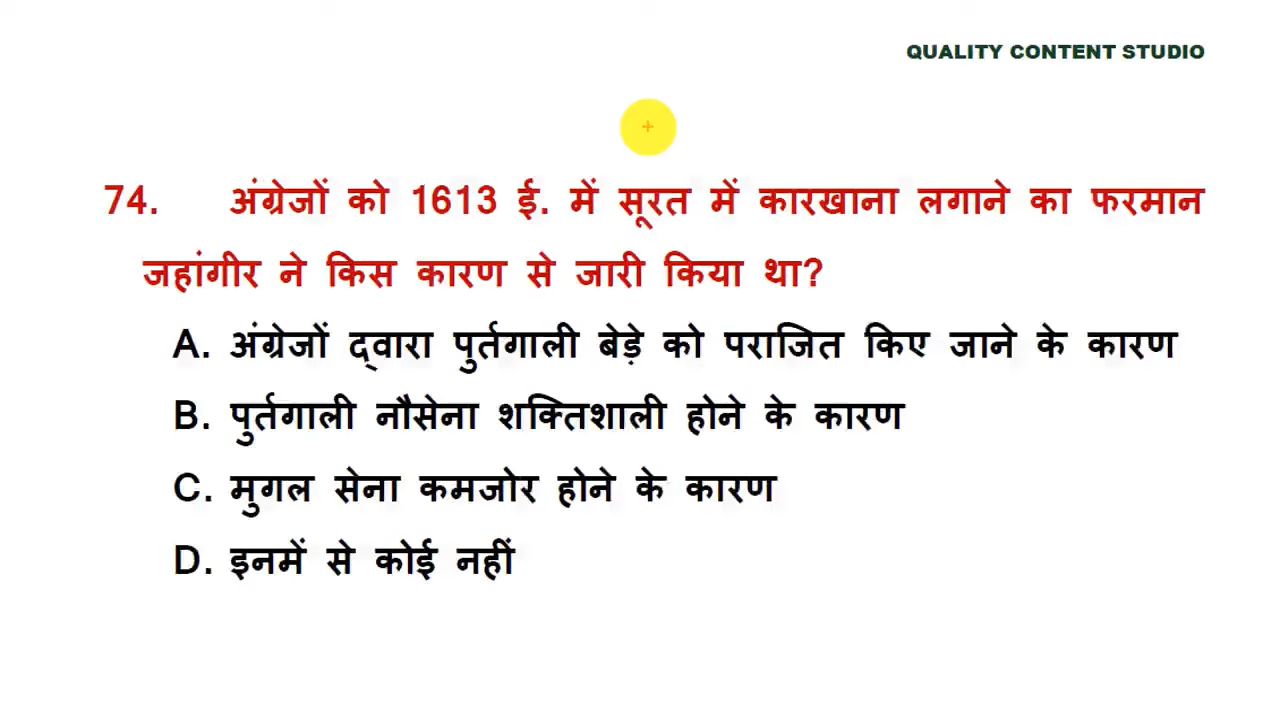 QUALITY CONTENT STUDIO
74. अंग्रेजों को 1613 ई. में सूरत में कारखाना लगाने का फरमान
जहांगीर ने किस कारण से जारी किया था?
A. अंग्रेजों द्वारा पुर्तगाली बेड़े को पराजित किए जाने के कारण
B. पुर्तगाली नौसेना शक्तिशाली होने के कारण
C. मुगल सेना कमजोर होने के कारण
D. इनमें से कोई नहीं